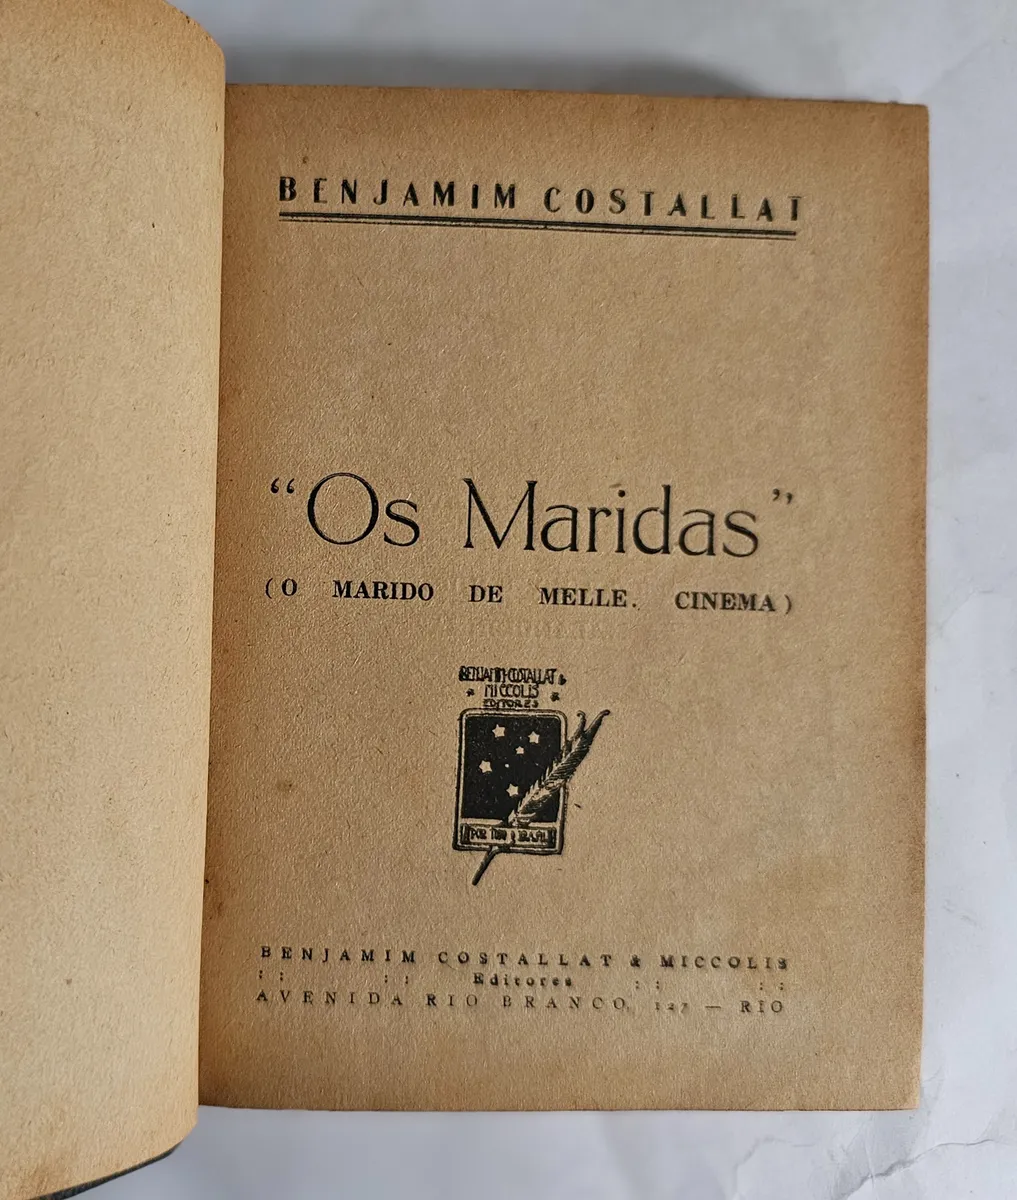 BENJAMIM COSTALLAT
“Os Maridas”
(O MARIDO DE MELLE. CINEMA)
BENJAMIM COSTALLAT &
MICCOLIS
EDITORES
BENJAMIM COSTALLAT & MICCOLIS
: : : : Editores : : : :
AVENIDA RIO BRANCO, 127 — RIO